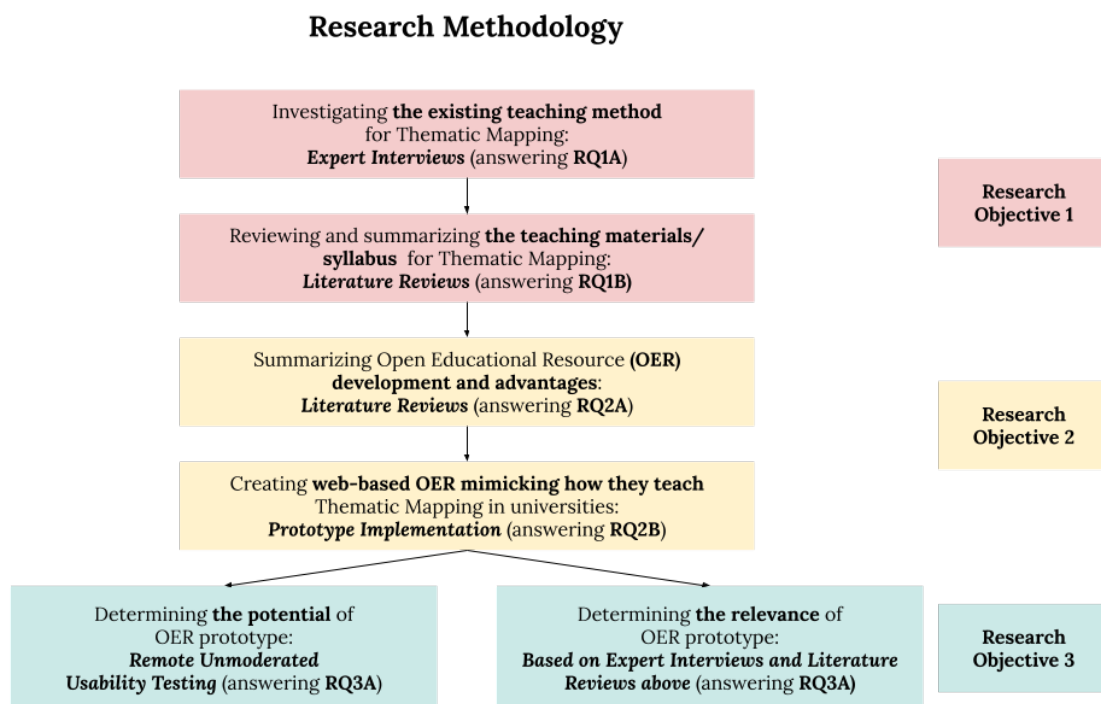 Research Methodology
Investigating the existing teaching method
for Thematic Mapping:
Expert Interviews (answering RQ1A)
Research
Objective 1
Reviewing and summarizing the teaching materials/
syllabus for Thematic Mapping:
Literature Reviews (answering RQ1B)
Summarizing Open Educational Resource (OER)
development and advantages:
Literature Reviews (answering RQ2A)
Research
Objective 2
Creating web-based OER mimicking how they teach
Thematic Mapping in universities:
Prototype Implementation (answering RQ2B)
Determining the potential of
OER prototype:
Remote Unmoderated
Usability Testing (answering RQ3A)
Determining the relevance of
OER prototype:
Based on Expert Interviews and Literature
Reviews above (answering RQ3A)
Research
Objective 3